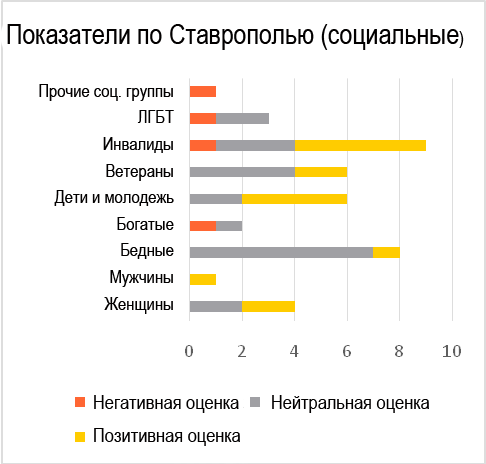 Показатели по Ставрополью (социальные)
Прочие соц. группы
ЛГБТ
Инвалиды
Ветераны
Дети и молодежь
Богатые
Бедные
Мужчины
Женщины
0 2 4 6 8 10
Негативная оценка Нейтральная оценка
Позитивная оценка